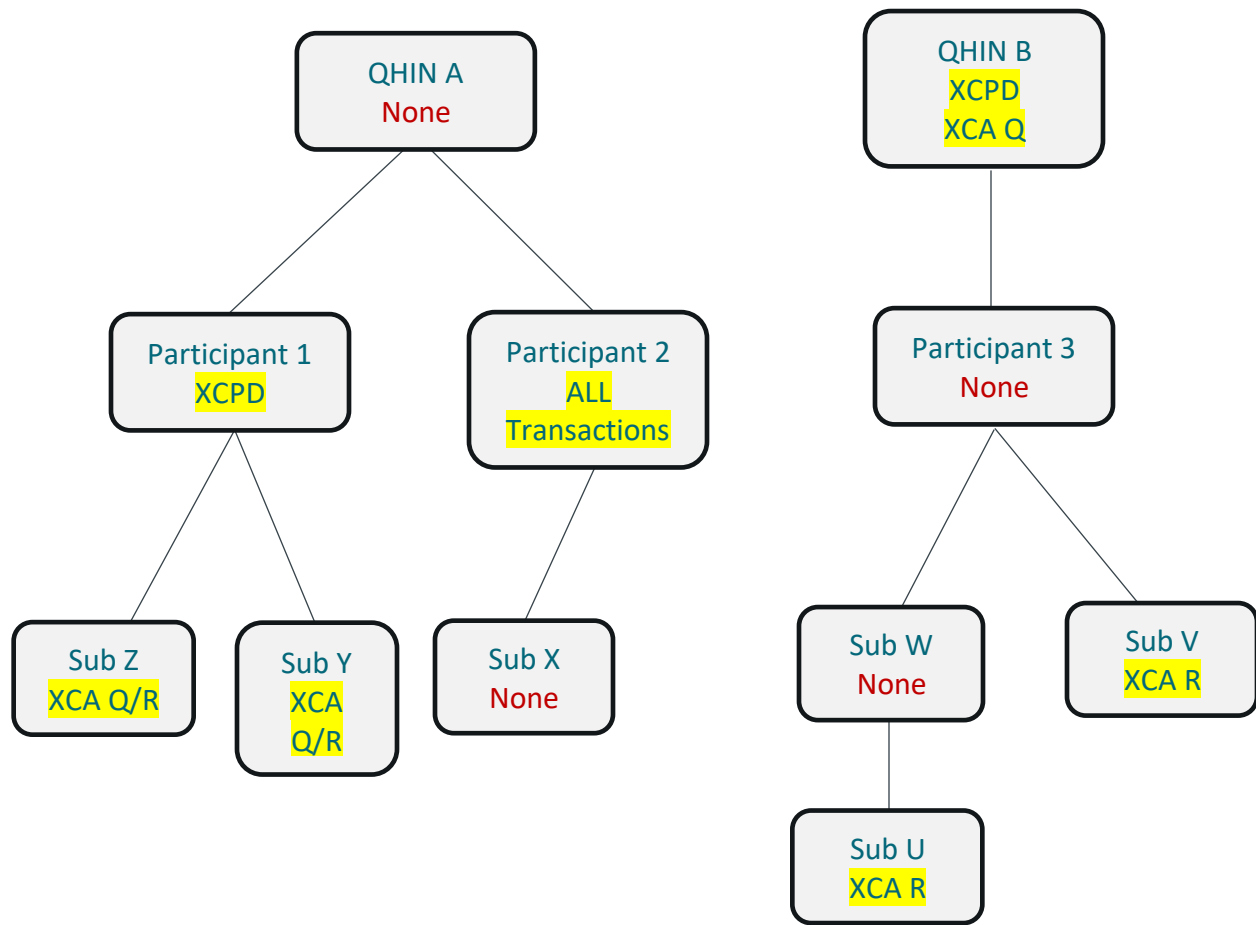 QHIN A
None
QHIN B
XCPD
XCA Q
Participant 1
XCPD
Participant 2
ALL
Transactions
Participant 3
None
Sub Z
XCA Q/R
Sub Y
XCA
Q/R
Sub X
None
Sub W
None
Sub V
XCA R
Sub U
XCA R